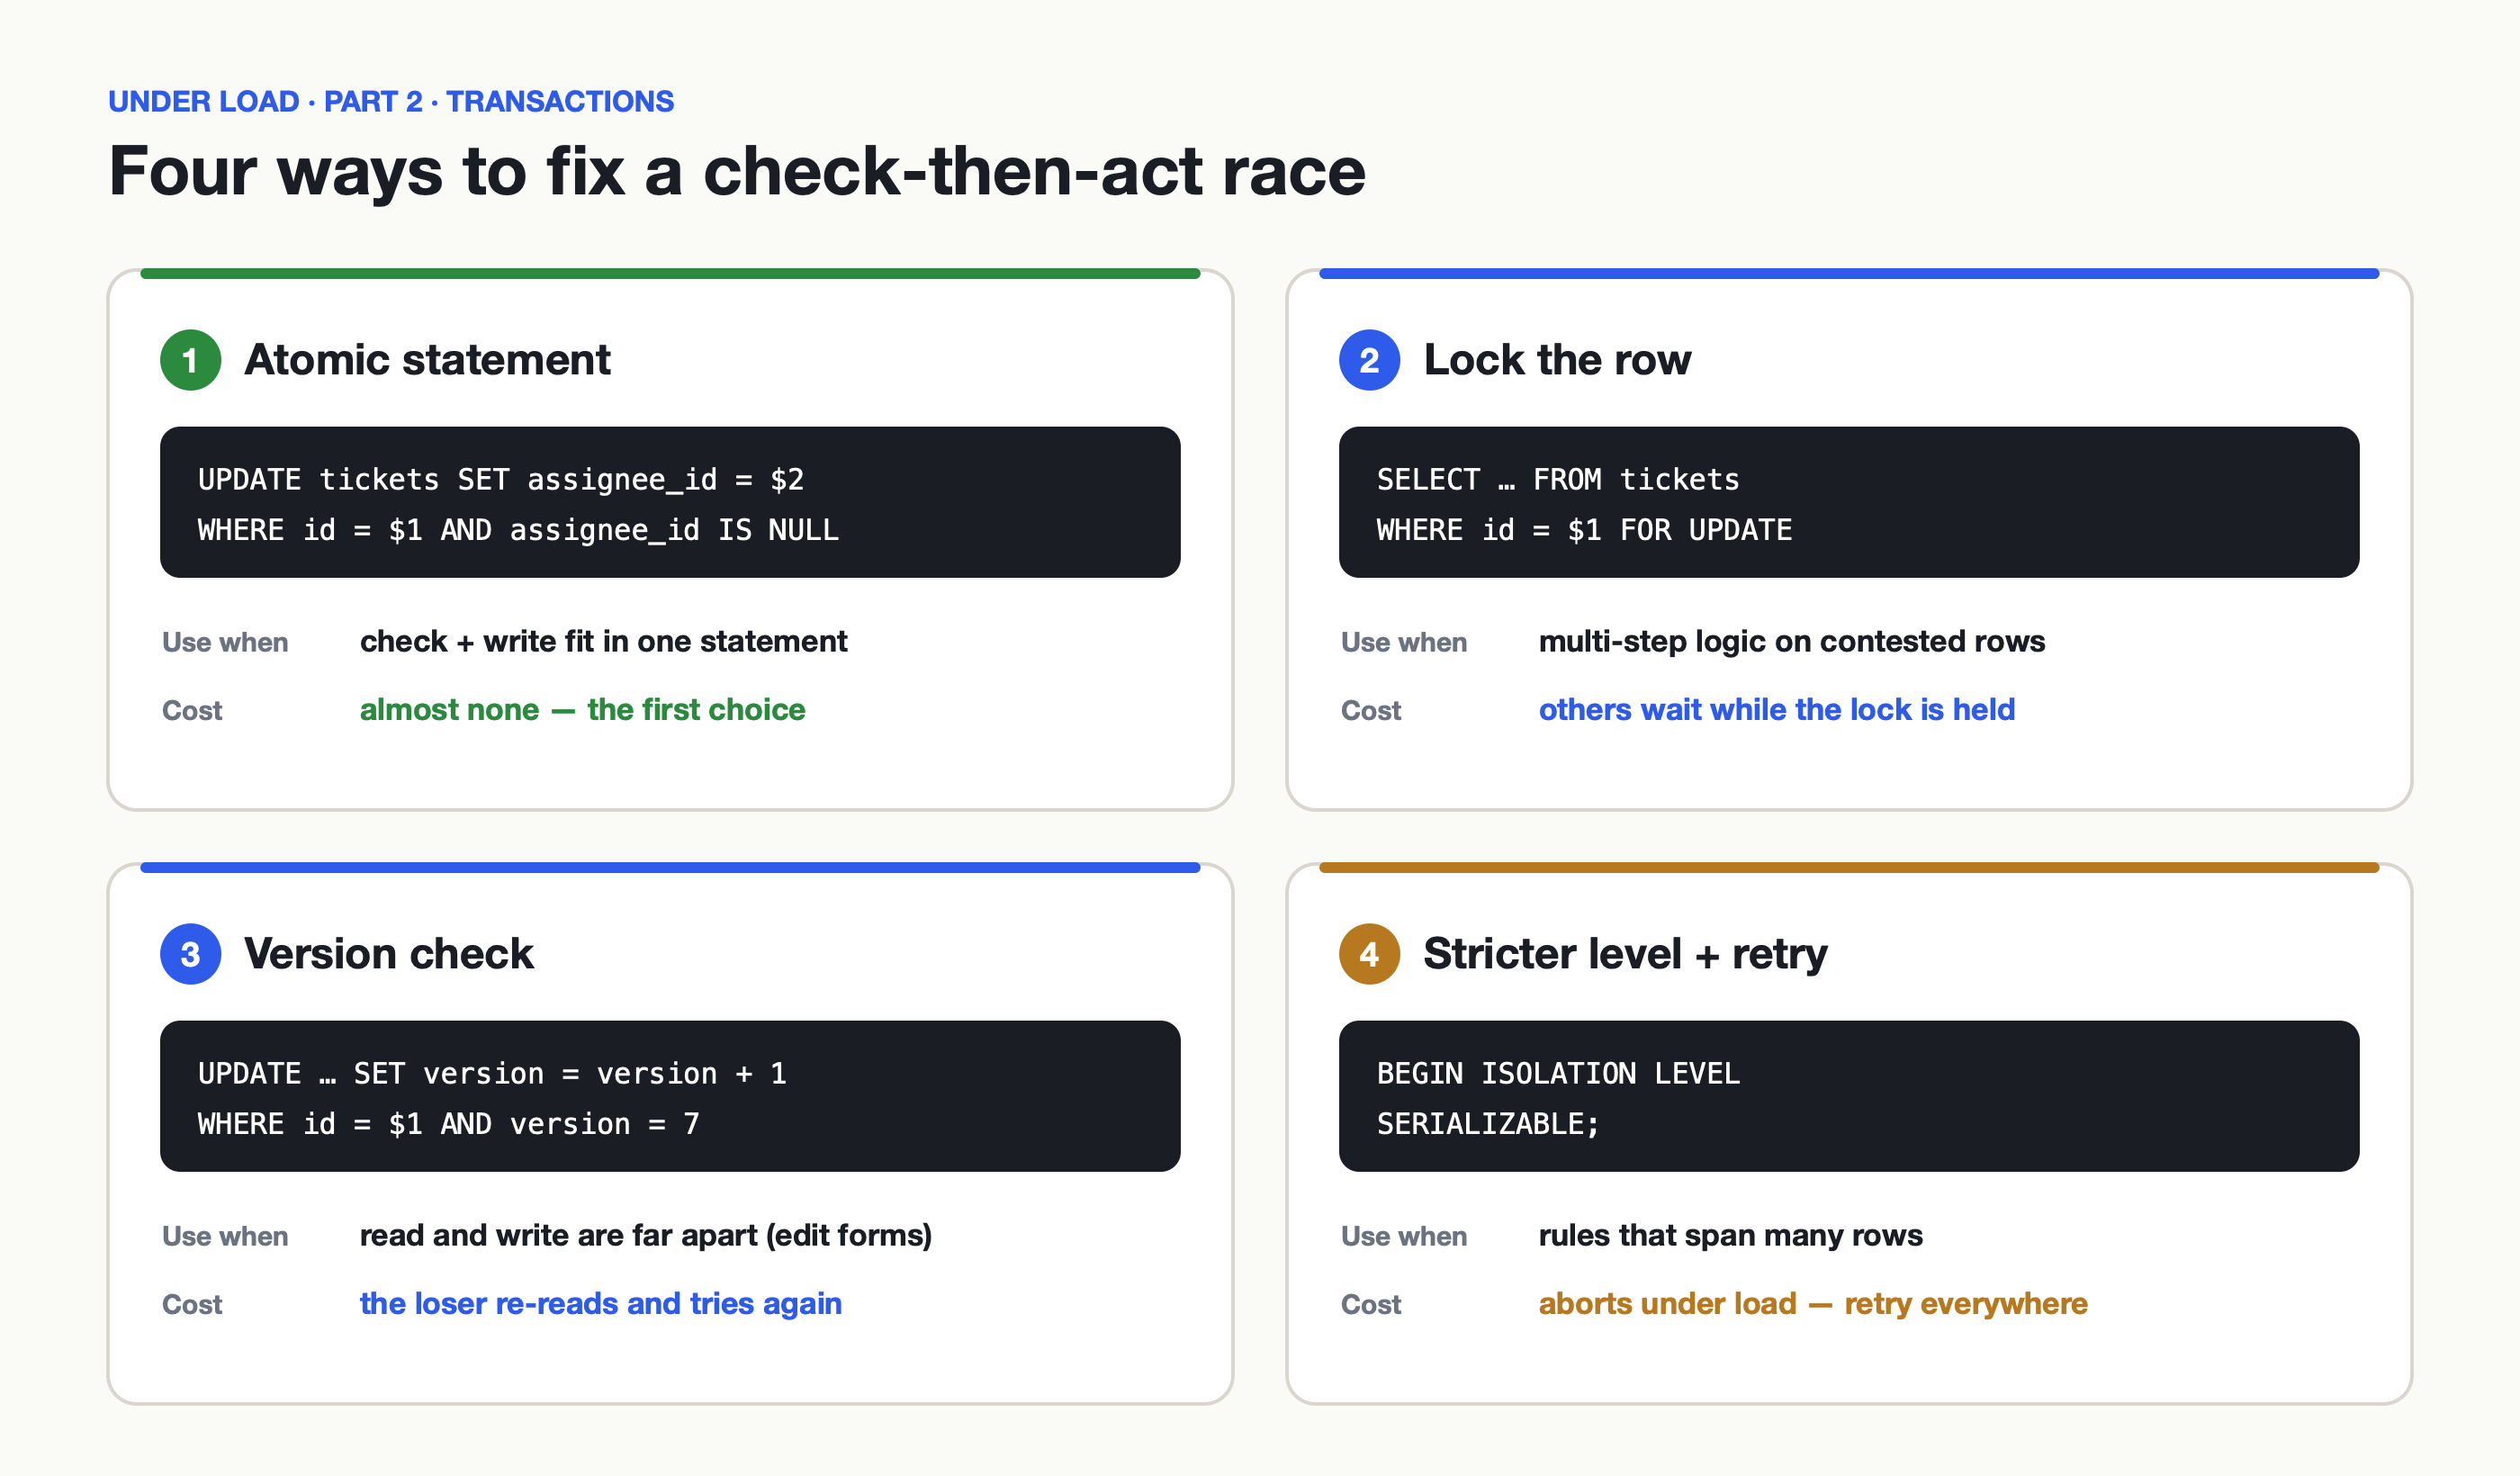 UNDER LOAD · PART 2 · TRANSACTIONS
Four ways to fix a check-then-act race
1 Atomic statement
UPDATE tickets SET assignee_id = $2
WHERE id = $1 AND assignee_id IS NULL
Use when check + write fit in one statement
Cost almost none — the first choice
2 Lock the row
SELECT … FROM tickets
WHERE id = $1 FOR UPDATE
Use when multi-step logic on contested rows
Cost others wait while the lock is held
3 Version check
UPDATE … SET version = version + 1
WHERE id = $1 AND version = 7
Use when read and write are far apart (edit forms)
Cost the loser re-reads and tries again
4 Stricter level + retry
BEGIN ISOLATION LEVEL
SERIALIZABLE;
Use when rules that span many rows
Cost aborts under load — retry everywhere